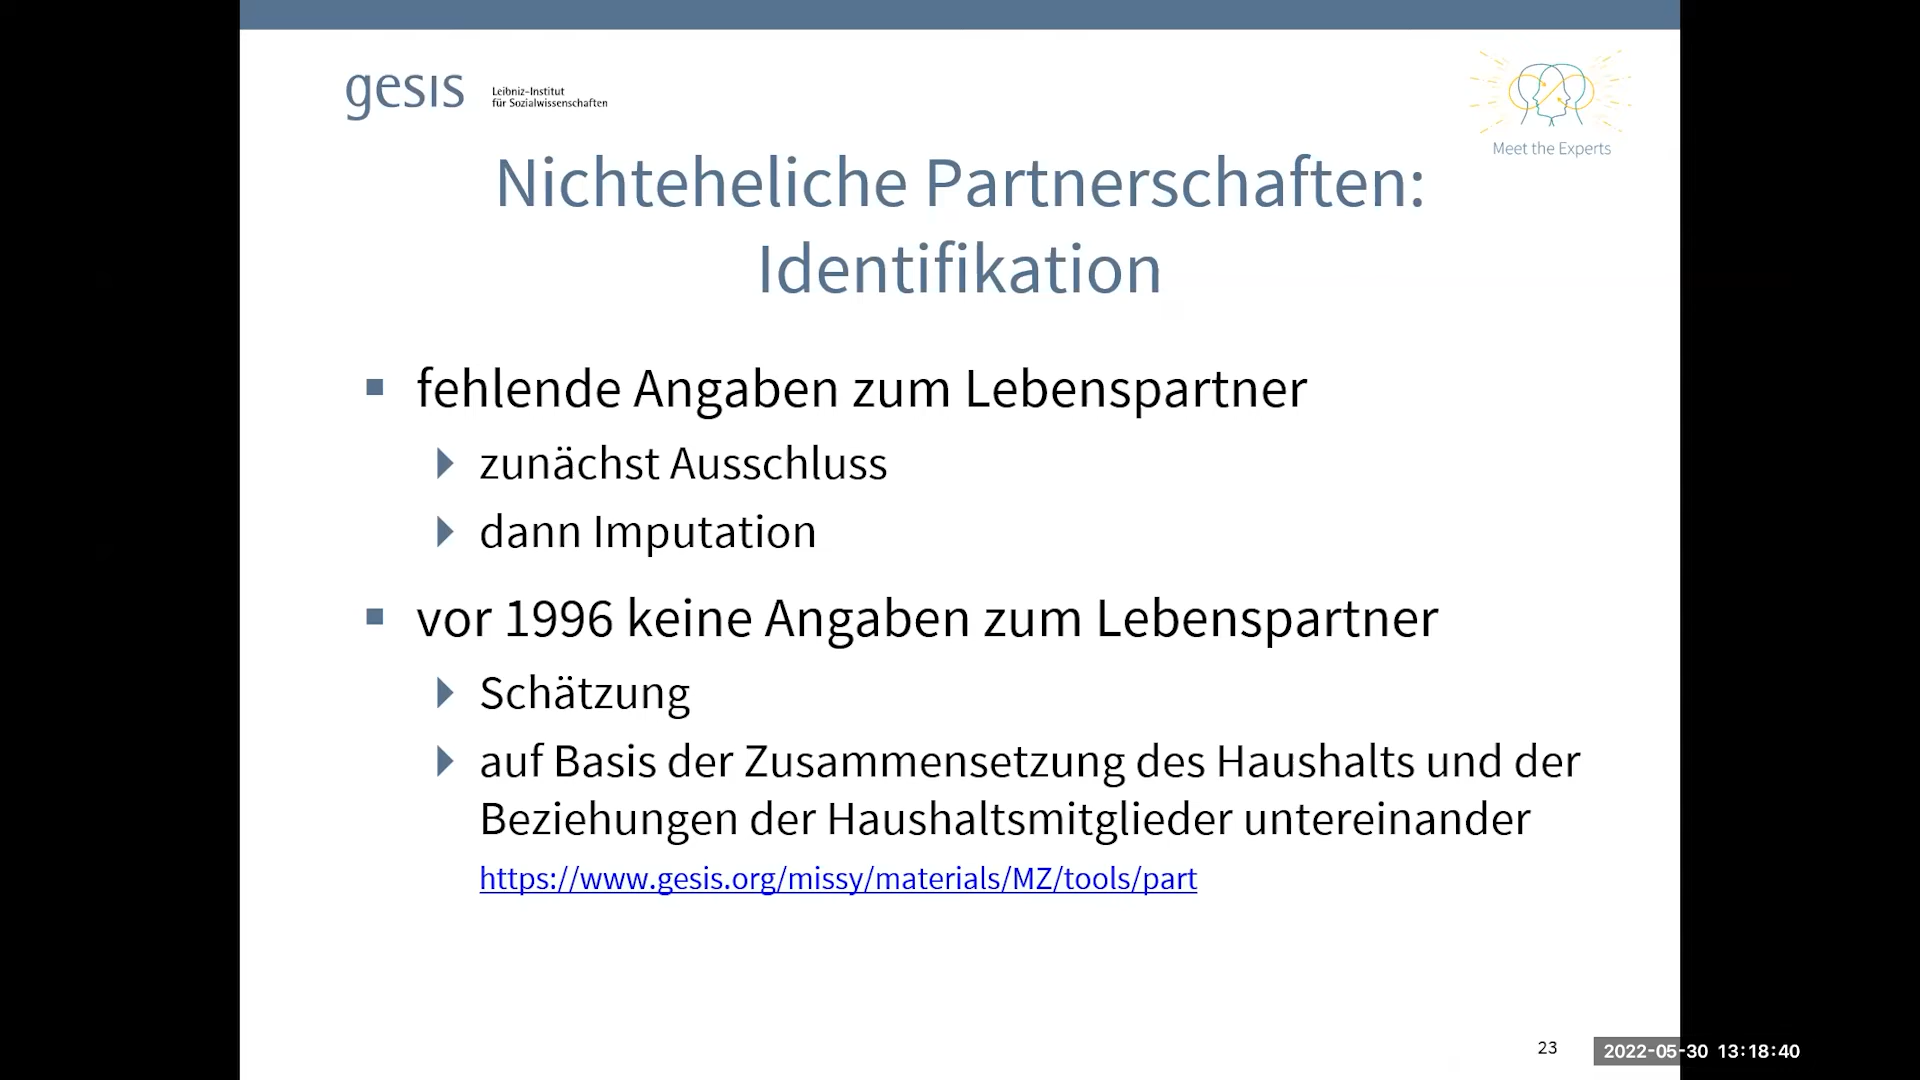 gesis
Leibniz-Institut
für Sozialwissenschaften
Meet the Experts
Nichteheliche Partnerschaften:
Identifikation
fehlende Angaben zum Lebenspartner
zunächst Ausschluss
dann Imputation
vor 1996 keine Angaben zum Lebenspartner
Schätzung
auf Basis der Zusammensetzung des Haushalts und der
Beziehungen der Haushaltsmitglieder untereinander
https://www.gesis.org/missy/materials/MZ/tools/part
23
2022-05-30 13:18:40